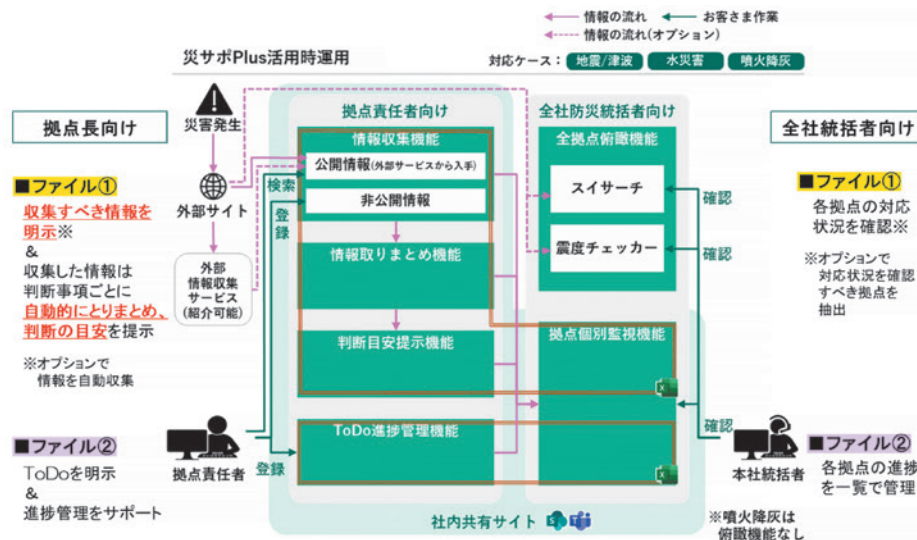 情報の流れ
お客さま作業
情報の流れ(オプション)
災サポPlus活用時運用
対応ケース：
地震/津波
水災害
噴火降灰
拠点長向け
■ファイル①
収集すべき情報を
明示※
&
収集した情報は
判断事項ごとに
自動的にとりまとめ、
判断の目安を提示
※オプションで
情報を自動収集
■ファイル②
ToDoを明示
&
進捗管理をサポート
災害発生
外部サイト
外部
情報収集
サービス
(紹介可能)
拠点責任者
検索
登録
登録
拠点責任者向け
情報収集機能
公開情報(外部サービスから入手)
非公開情報
情報取りまとめ機能
判断目安提示機能
ToDo進捗管理機能
社内共有サイト
全社防災統括者向け
全拠点俯瞰機能
スイサーチ
震度チェッカー
拠点個別監視機能
確認
確認
確認
本社統括者
※噴火降灰は
俯瞰機能なし
全社統括者向け
■ファイル①
各拠点の対応
状況を確認※
※オプションで
対応状況を確認
すべき拠点を
抽出
■ファイル②
各拠点の進捗
を一覧で管理